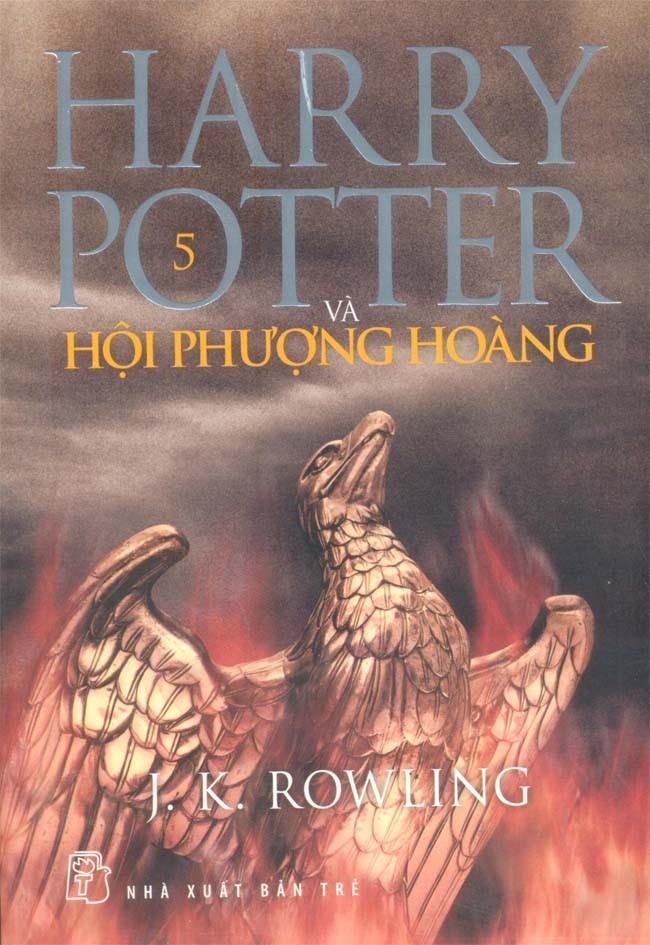 HARRY
POTTER
5
VÀ
HỘI PHƯỢNG HOÀNG
J. K. ROWLING
T
NHÀ XUẤT BẢN TRẺ